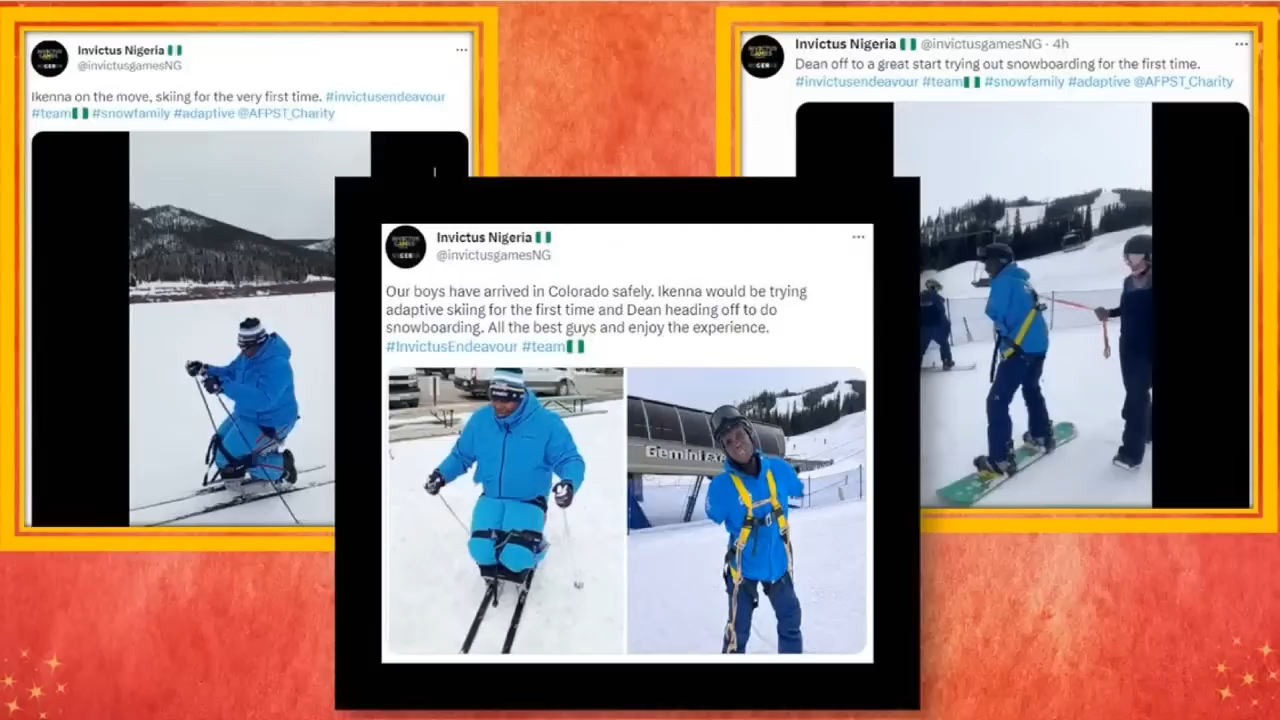 Invictus Nigeria 🇳🇬
@invictusgamesNG
Ikenna on the move, skiing for the very first time. #invictusendeavour
#team🇳🇬 #snowfamily #adaptive @AFPST_Charity
Invictus Nigeria 🇳🇬 @invictusgamesNG · 4h
Dean off to a great start trying out snowboarding for the first time.
#invictusendeavour #team🇳🇬 #snowfamily #adaptive @AFPST_Charity
Invictus Nigeria 🇳🇬
@invictusgamesNG
Our boys have arrived in Colorado safely. Ikenna would be trying
adaptive skiing for the first time and Dean heading off to do
snowboarding. All the best guys and enjoy the experience.
#InvictusEndeavour #team🇳🇬
Gemini